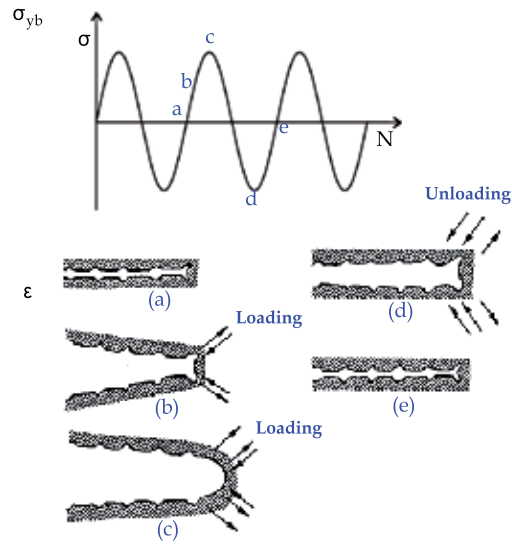 σyb
σ
c
b
a
e
N
d
Unloading
ε
(a)
(d)
Loading
(b)
(e)
Loading
(c)